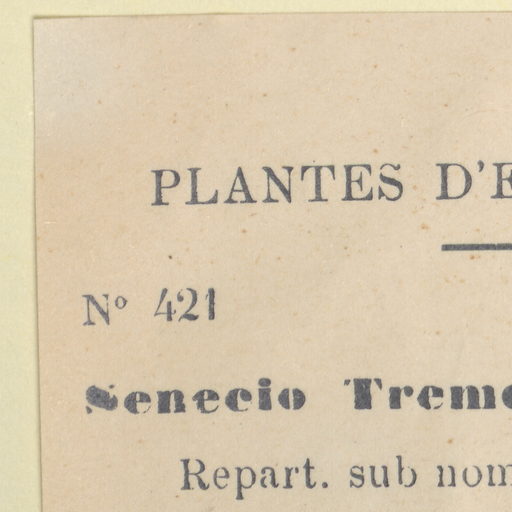 PLANTES D'E
Nº 421
Senecio Treme
Repart. sub nom